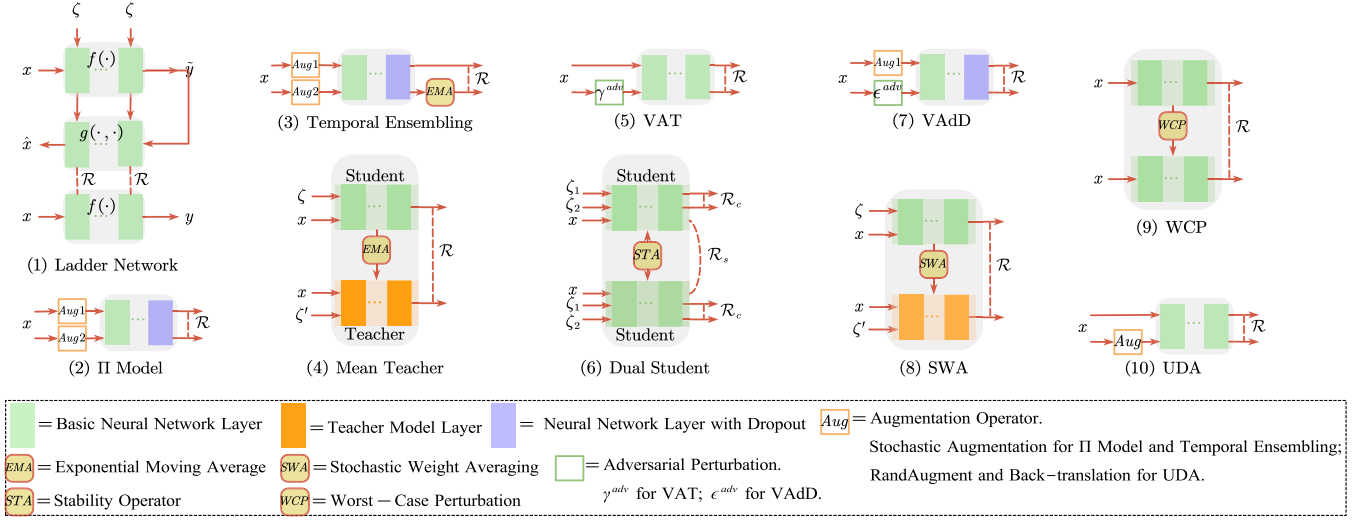 ζ ζ
x f(·) ... ỹ
x̂ g(·,·) ...
R R
x f(·) ... y
(1) Ladder Network
x Aug1 Aug2 ... R
(2) Π Model
x Aug1 Aug2 ... EMA R
(3) Temporal Ensembling
Student
ζ
x
...
EMA
R
x
ζ′
...
Teacher
(4) Mean Teacher
x γ^adv ... R
(5) VAT
Student
ζ₁
ζ₂
x
...
R_c
STA
R_s
x
ζ₁
ζ₂
...
R_c
Student
(6) Dual Student
x Aug1 ϵ^adv ... R
(7) VAdD
ζ
x
...
SWA
R
x
ζ′
...
(8) SWA
x ...
WCP
R
x ...
(9) WCP
x Aug ... R
(10) UDA
= Basic Neural Network Layer
= Teacher Model Layer
= Neural Network Layer with Dropout
Aug = Augmentation Operator.
Stochastic Augmentation for Π Model and Temporal Ensembling;
RandAugment and Back−translation for UDA.
EMA = Exponential Moving Average
SWA = Stochastic Weight Averaging
= Adversarial Perturbation.
γ^adv for VAT; ϵ^adv for VAdD.
STA = Stability Operator
WCP = Worst − Case Perturbation